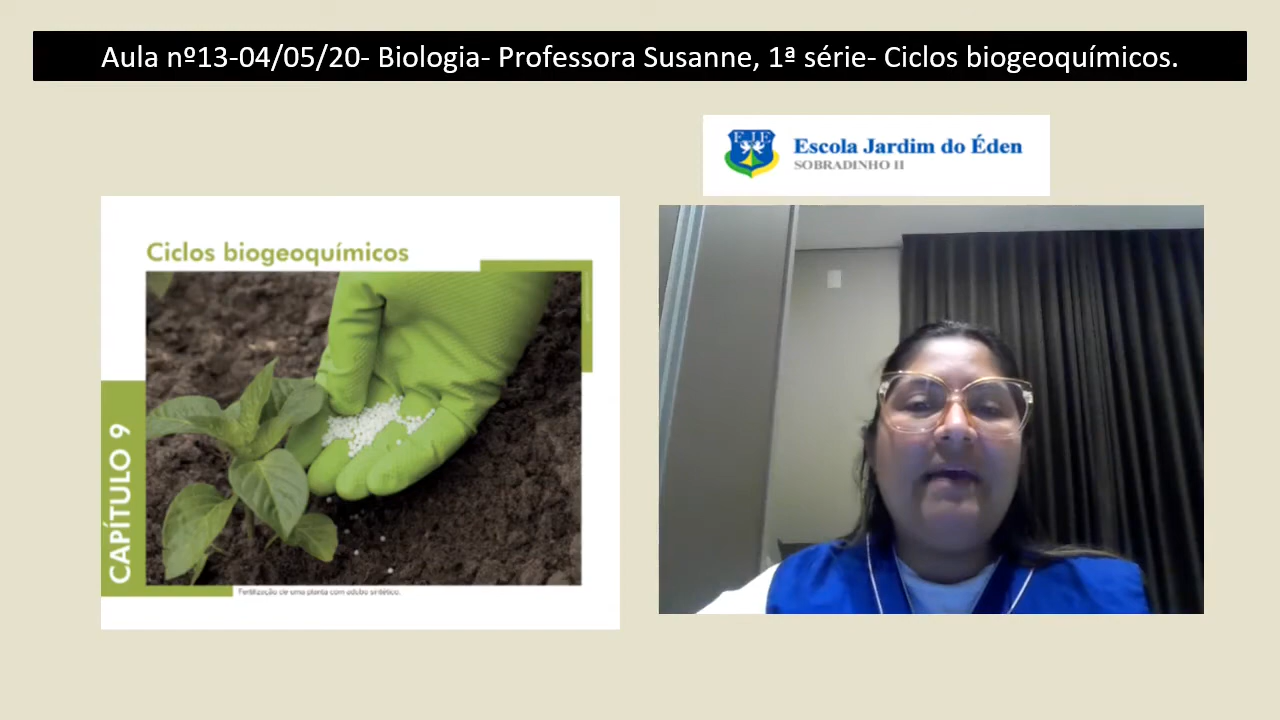 Aula nº13-04/05/20- Biologia- Professora Susanne, 1ª série- Ciclos biogeoquímicos.
E J E
Escola Jardim do Éden
SOBRADINHO II
Ciclos biogeoquímicos
CAPÍTULO 9
Fertilização de uma planta com adubo sintético.